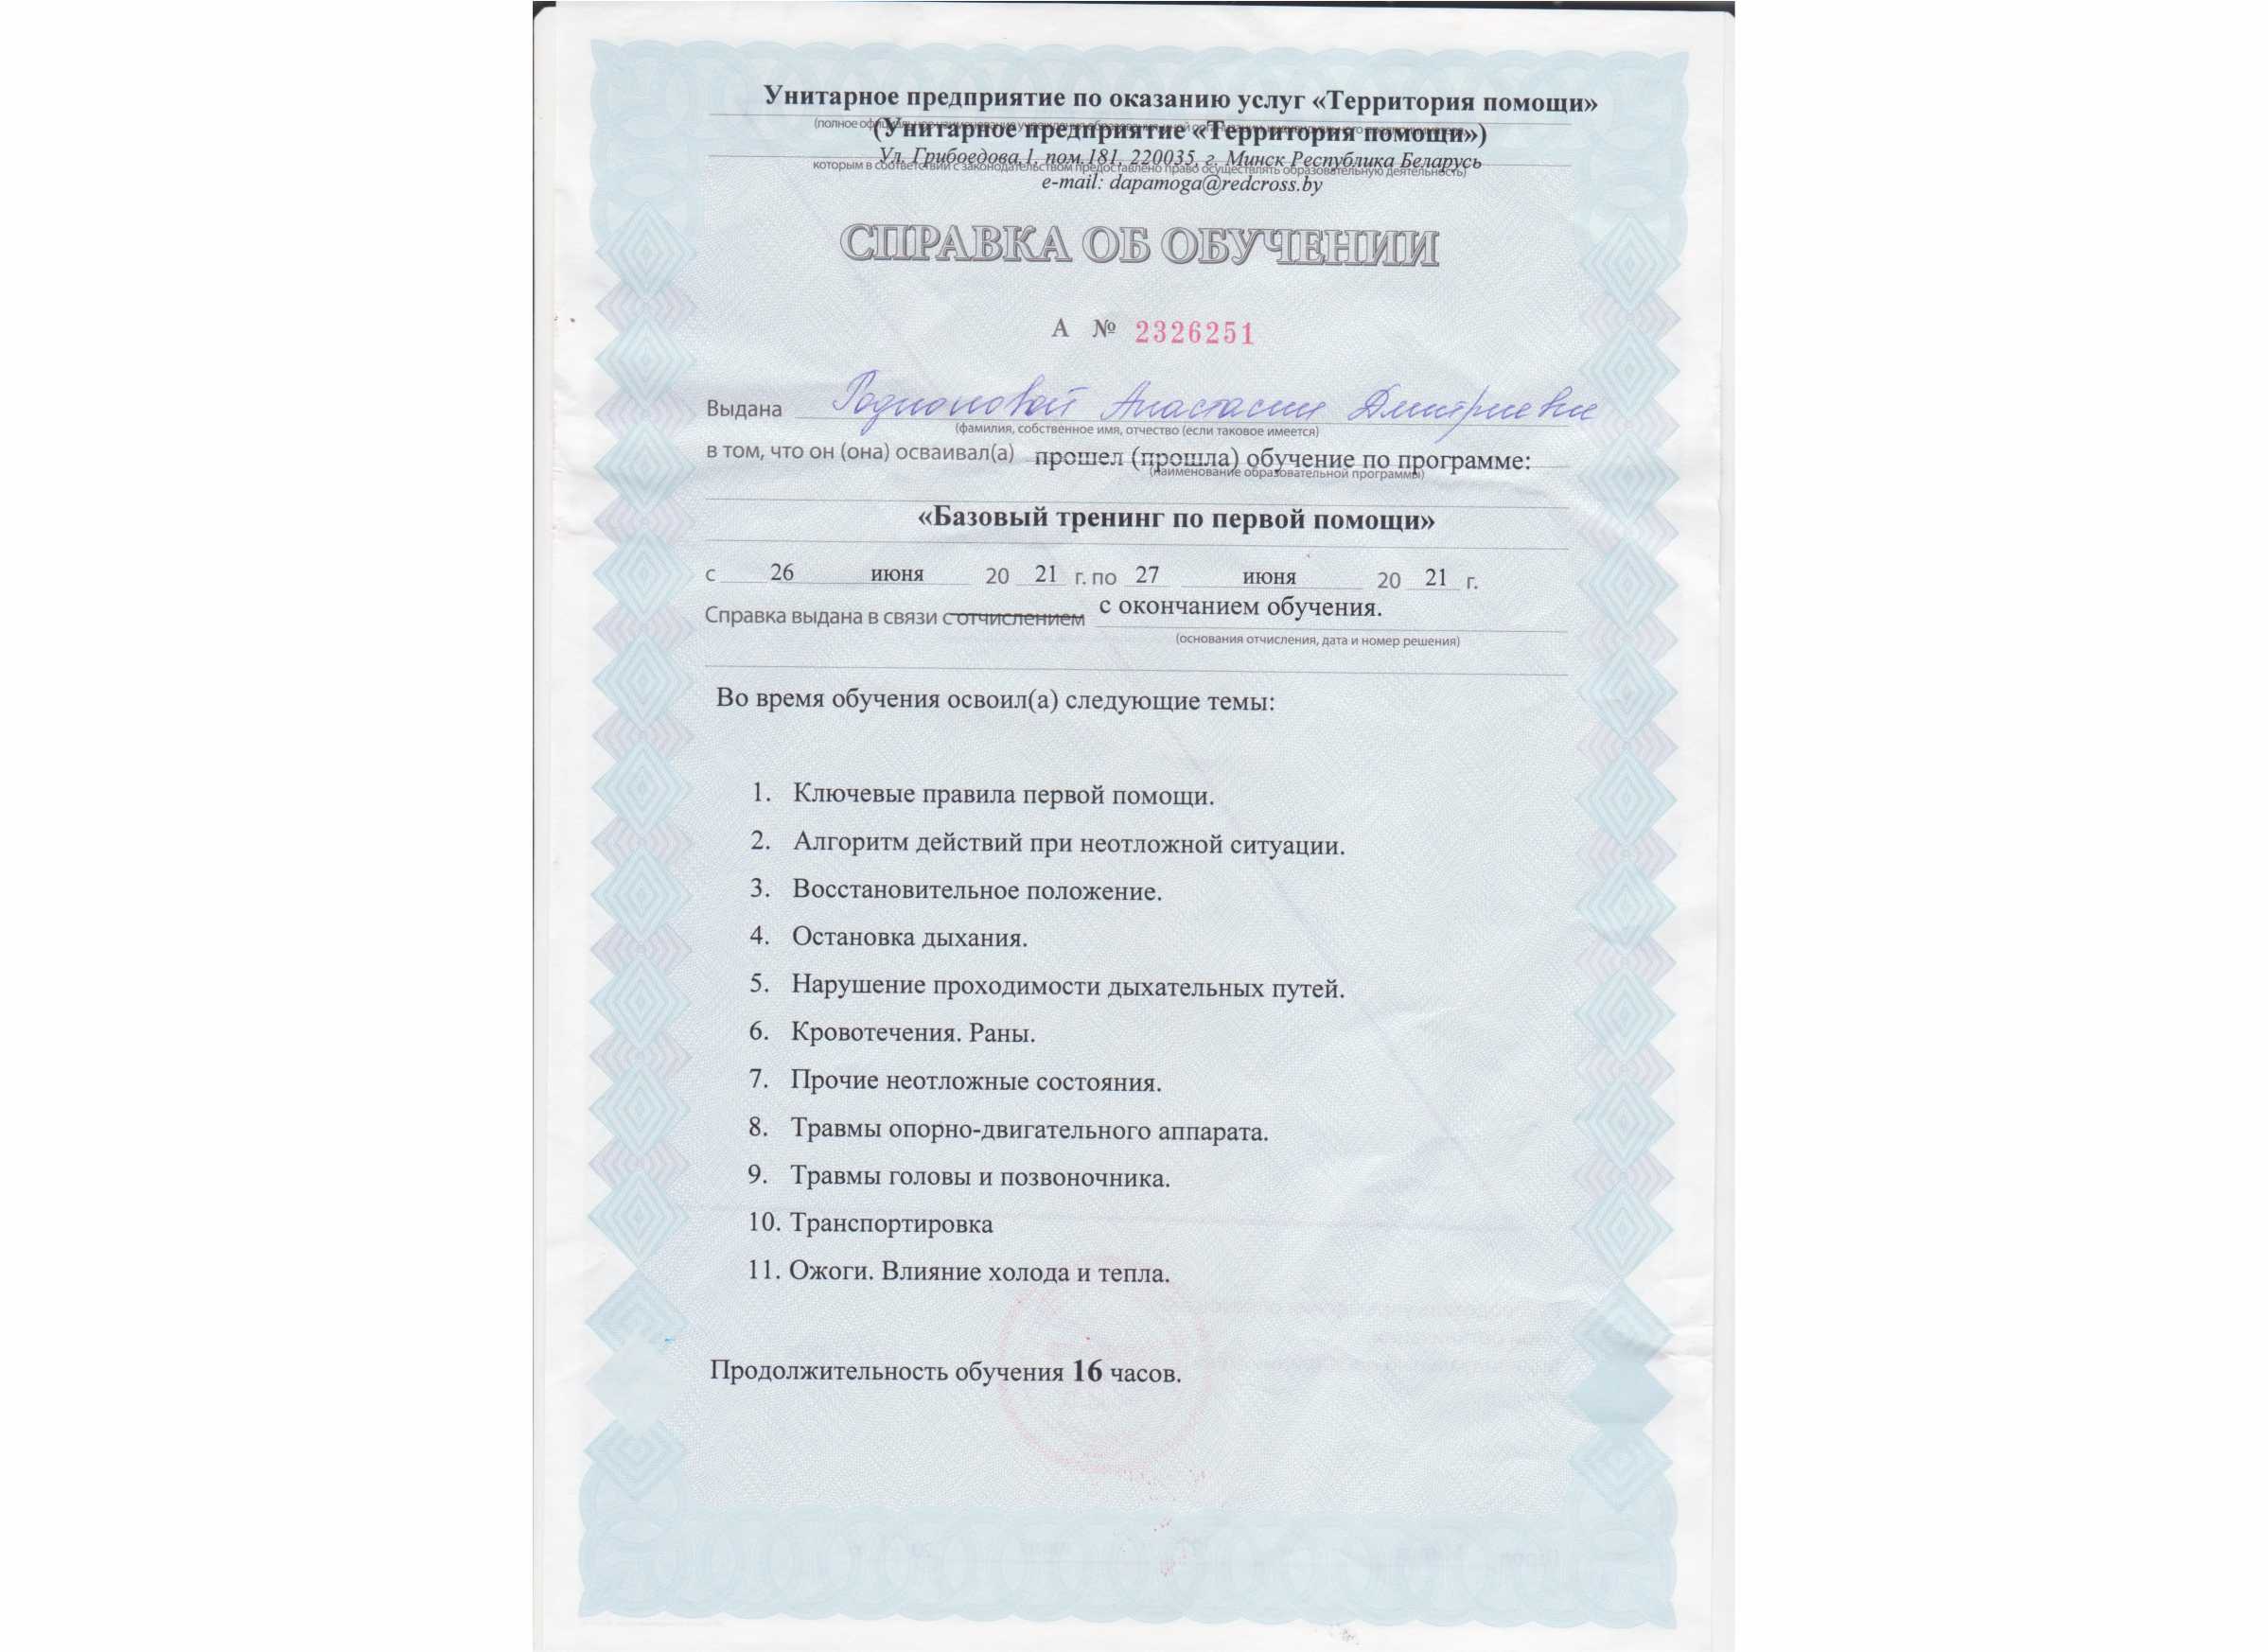 Унитарное предприятие по оказанию услуг «Территория помощи»
(Унитарное предприятие «Территория помощи»)
Ул. Грибоедова,1, пом.181, 220035, г. Минск Республика Беларусь
которым в соответствии с законодательством предоставлено право осуществлять образовательную деятельность)
e-mail: dapamoga@redcross.by
СПРАВКА ОБ ОБУЧЕНИИ
А № 2326251
Выдана Родионовой Анастасии Дмитриевне
(фамилия, собственное имя, отчество (если таковое имеется)
в том, что он (она) осваивал(а) прошел (прошла) обучение по программе:
(наименование образовательной программы)
«Базовый тренинг по первой помощи»
с 26 июня 20 21 г. по 27 июня 20 21 г.
Справка выдана в связи с отчислением с окончанием обучения.
(основания отчисления, дата и номер решения)
Во время обучения освоил(а) следующие темы:
1. Ключевые правила первой помощи.
2. Алгоритм действий при неотложной ситуации.
3. Восстановительное положение.
4. Остановка дыхания.
5. Нарушение проходимости дыхательных путей.
6. Кровотечения. Раны.
7. Прочие неотложные состояния.
8. Травмы опорно-двигательного аппарата.
9. Травмы головы и позвоночника.
10. Транспортировка
11. Ожоги. Влияние холода и тепла.
Продолжительность обучения 16 часов.